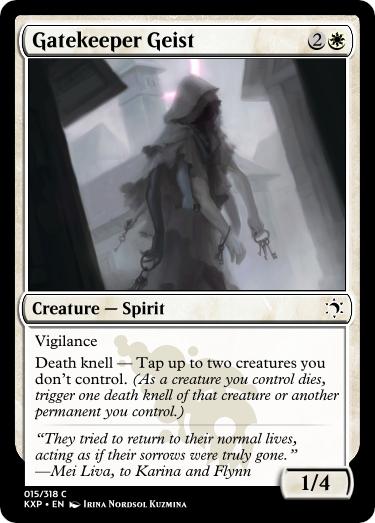 Gatekeeper Geist 2
Creature — Spirit
Vigilance
Death knell — Tap up to two creatures you
don't control. (As a creature you control dies,
trigger one death knell of that creature or another
permanent you control.)
"They tried to return to their normal lives,
acting as if their sorrows were truly gone."
—Mei Liva, to Karina and Flynn
1/4
015/318 C
KXP • EN Irina Nordsol Kuzmina